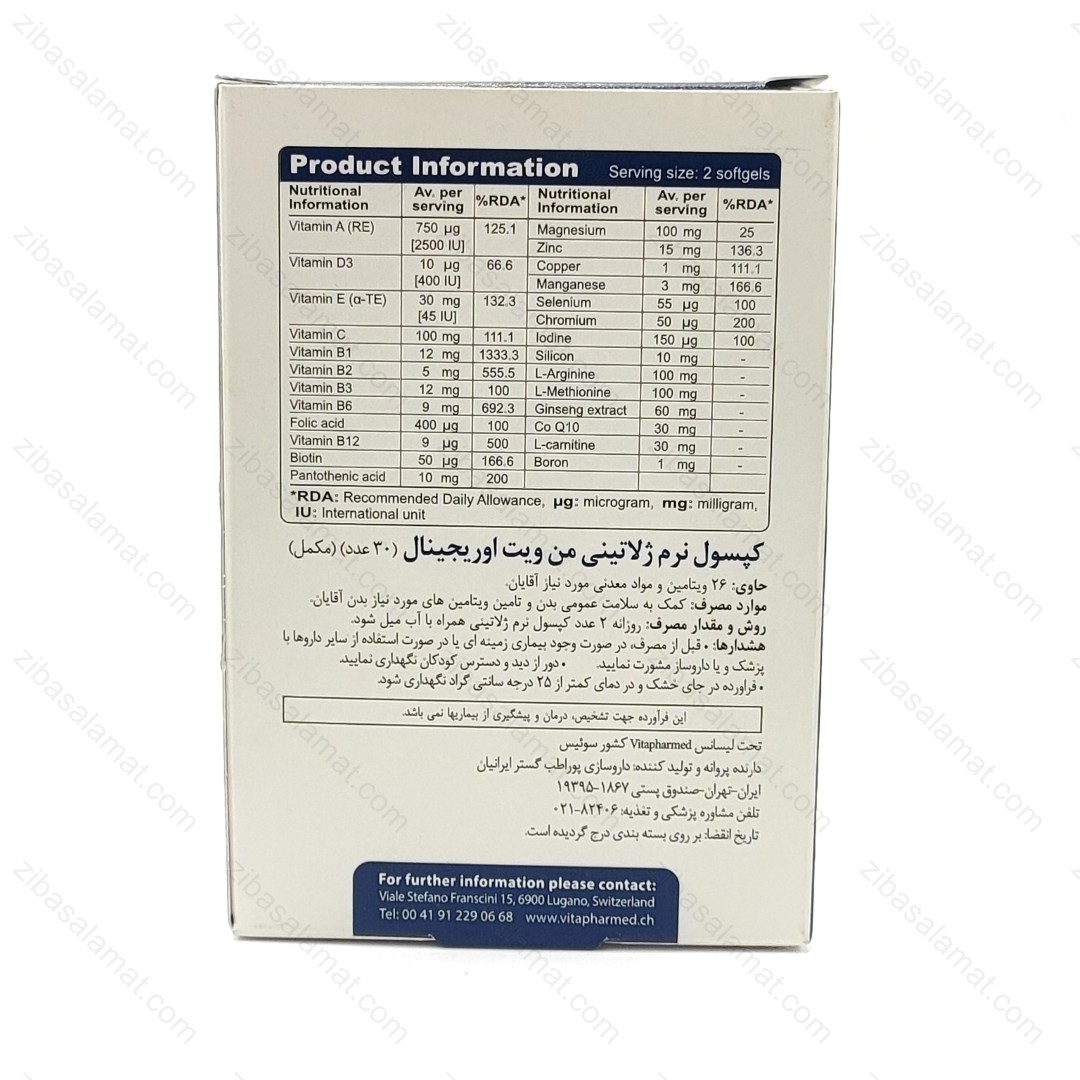 Product Information Serving size: 2 softgels
Nutritional Information Av. per serving %RDA* Nutritional Information Av. per serving %RDA*
Vitamin A (RE) 750 µg [2500 IU] 125.1
Vitamin D3 10 µg [400 IU] 66.6
Vitamin E (α-TE) 30 mg [45 IU] 132.3
Vitamin C 100 mg 111.1
Vitamin B1 12 mg 1333.3
Vitamin B2 5 mg 555.5
Vitamin B3 12 mg 100
Vitamin B6 9 mg 692.3
Folic acid 400 µg 100
Vitamin B12 9 µg 500
Biotin 50 µg 166.6
Pantothenic acid 10 mg 200
Magnesium 100 mg 25
Zinc 15 mg 136.3
Copper 1 mg 111.1
Manganese 3 mg 166.6
Selenium 55 µg 100
Chromium 50 µg 200
Iodine 150 µg 100
Silicon 10 mg -
L-Arginine 100 mg -
L-Methionine 100 mg -
Ginseng extract 60 mg -
Co Q10 30 mg -
L-carnitine 30 mg -
Boron 1 mg -
*RDA: Recommended Daily Allowance, µg: microgram, mg: milligram,
IU: International unit
کپسول نرم ژلاتینی من ویت اوریجینال (۳۰ عدد) (مکمل)
حاوی: ۲۶ ویتامین و مواد معدنی مورد نیاز آقایان.
موارد مصرف: کمک به سلامت عمومی بدن و تامین ویتامین های مورد نیاز بدن آقایان.
روش و مقدار مصرف: روزانه ۲ عدد کپسول نرم ژلاتینی همراه با آب میل شود.
هشدارها: • قبل از مصرف، در صورت وجود بیماری زمینه ای یا در صورت استفاده از سایر داروها با
پزشک و یا داروساز مشورت نمایید. • دور از دید و دسترس کودکان نگهداری نمایید.
• فرآورده در جای خشک و در دمای کمتر از ۲۵ درجه سانتی گراد نگهداری شود.
این فرآورده جهت تشخیص، درمان و پیشگیری از بیماریها نمی باشد.
تحت لیسانس Vitapharmed کشور سوئیس
دارنده پروانه و تولید کننده: داروسازی پوراطب گستر ایرانیان
ایران-تهران-صندوق پستی ۱۸۶۷-۱۹۳۹۵
تلفن مشاوره پزشکی و تغذیه: ۸۲۴۰۶-۰۲۱
تاریخ انقضا: بر روی بسته بندی درج گردیده است.
For further information please contact:
Viale Stefano Franscini 15, 6900 Lugano, Switzerland
Tel: 00 41 91 229 06 68 www.vitapharmed.ch
zibasalamat.com